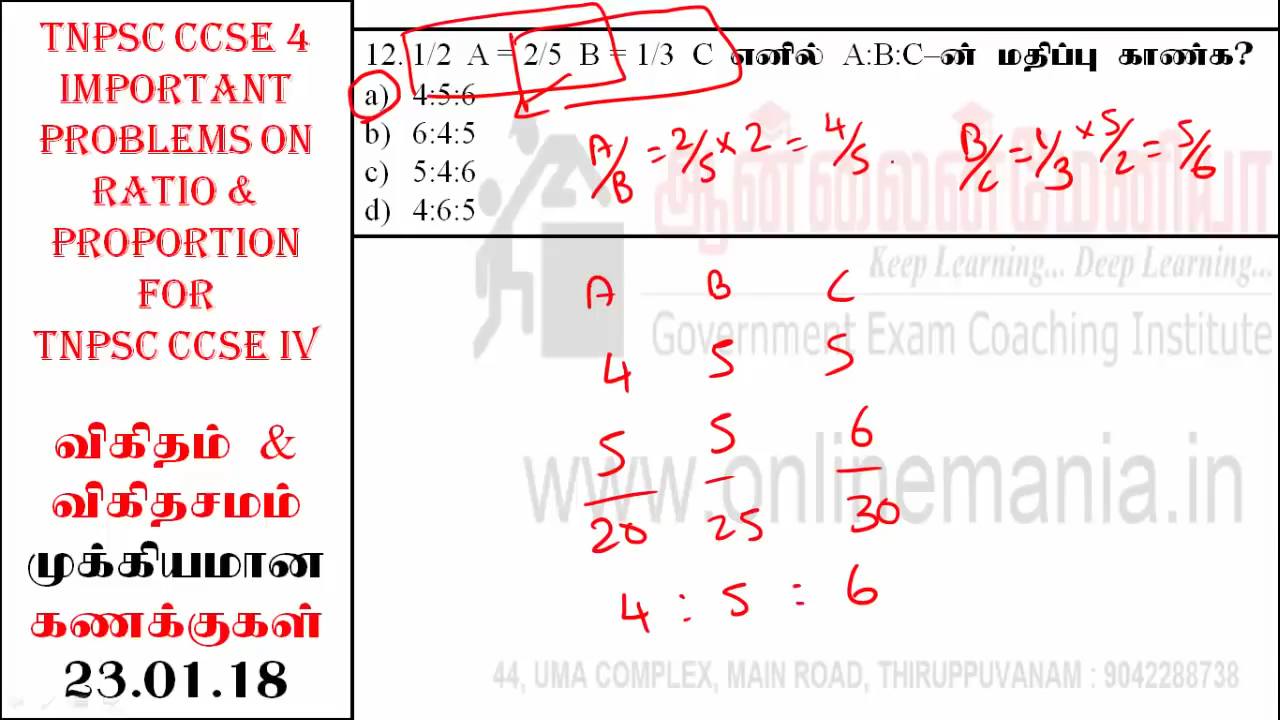 TNPSC CCSE 4
IMPORTANT
PROBLEMS ON
RATIO &
PROPORTION
FOR
TNPSC CCSE IV
விகிதம் &
விகிதசமம்
முக்கியமான
கணக்குகள்
23.01.18
12. 1/2 A = 2/5 B = 1/3 C எனில் A:B:C–ன் மதிப்பு காண்க?
a) 4:5:6
b) 6:4:5
c) 5:4:6
d) 4:6:5
A/B = 2/5 × 2 = 4/5
B/C = 1/3 × 5/2 = 5/6
ஆன்லைன்மேனியா
Keep Learning... Deep Learning...
Government Exam Coaching Institute
A B C
4 5 5
5 5 6
20 25 30
4 : 5 : 6
www.onlinemania.in
44, UMA COMPLEX, MAIN ROAD, THIRUPPUVANAM : 9042288738